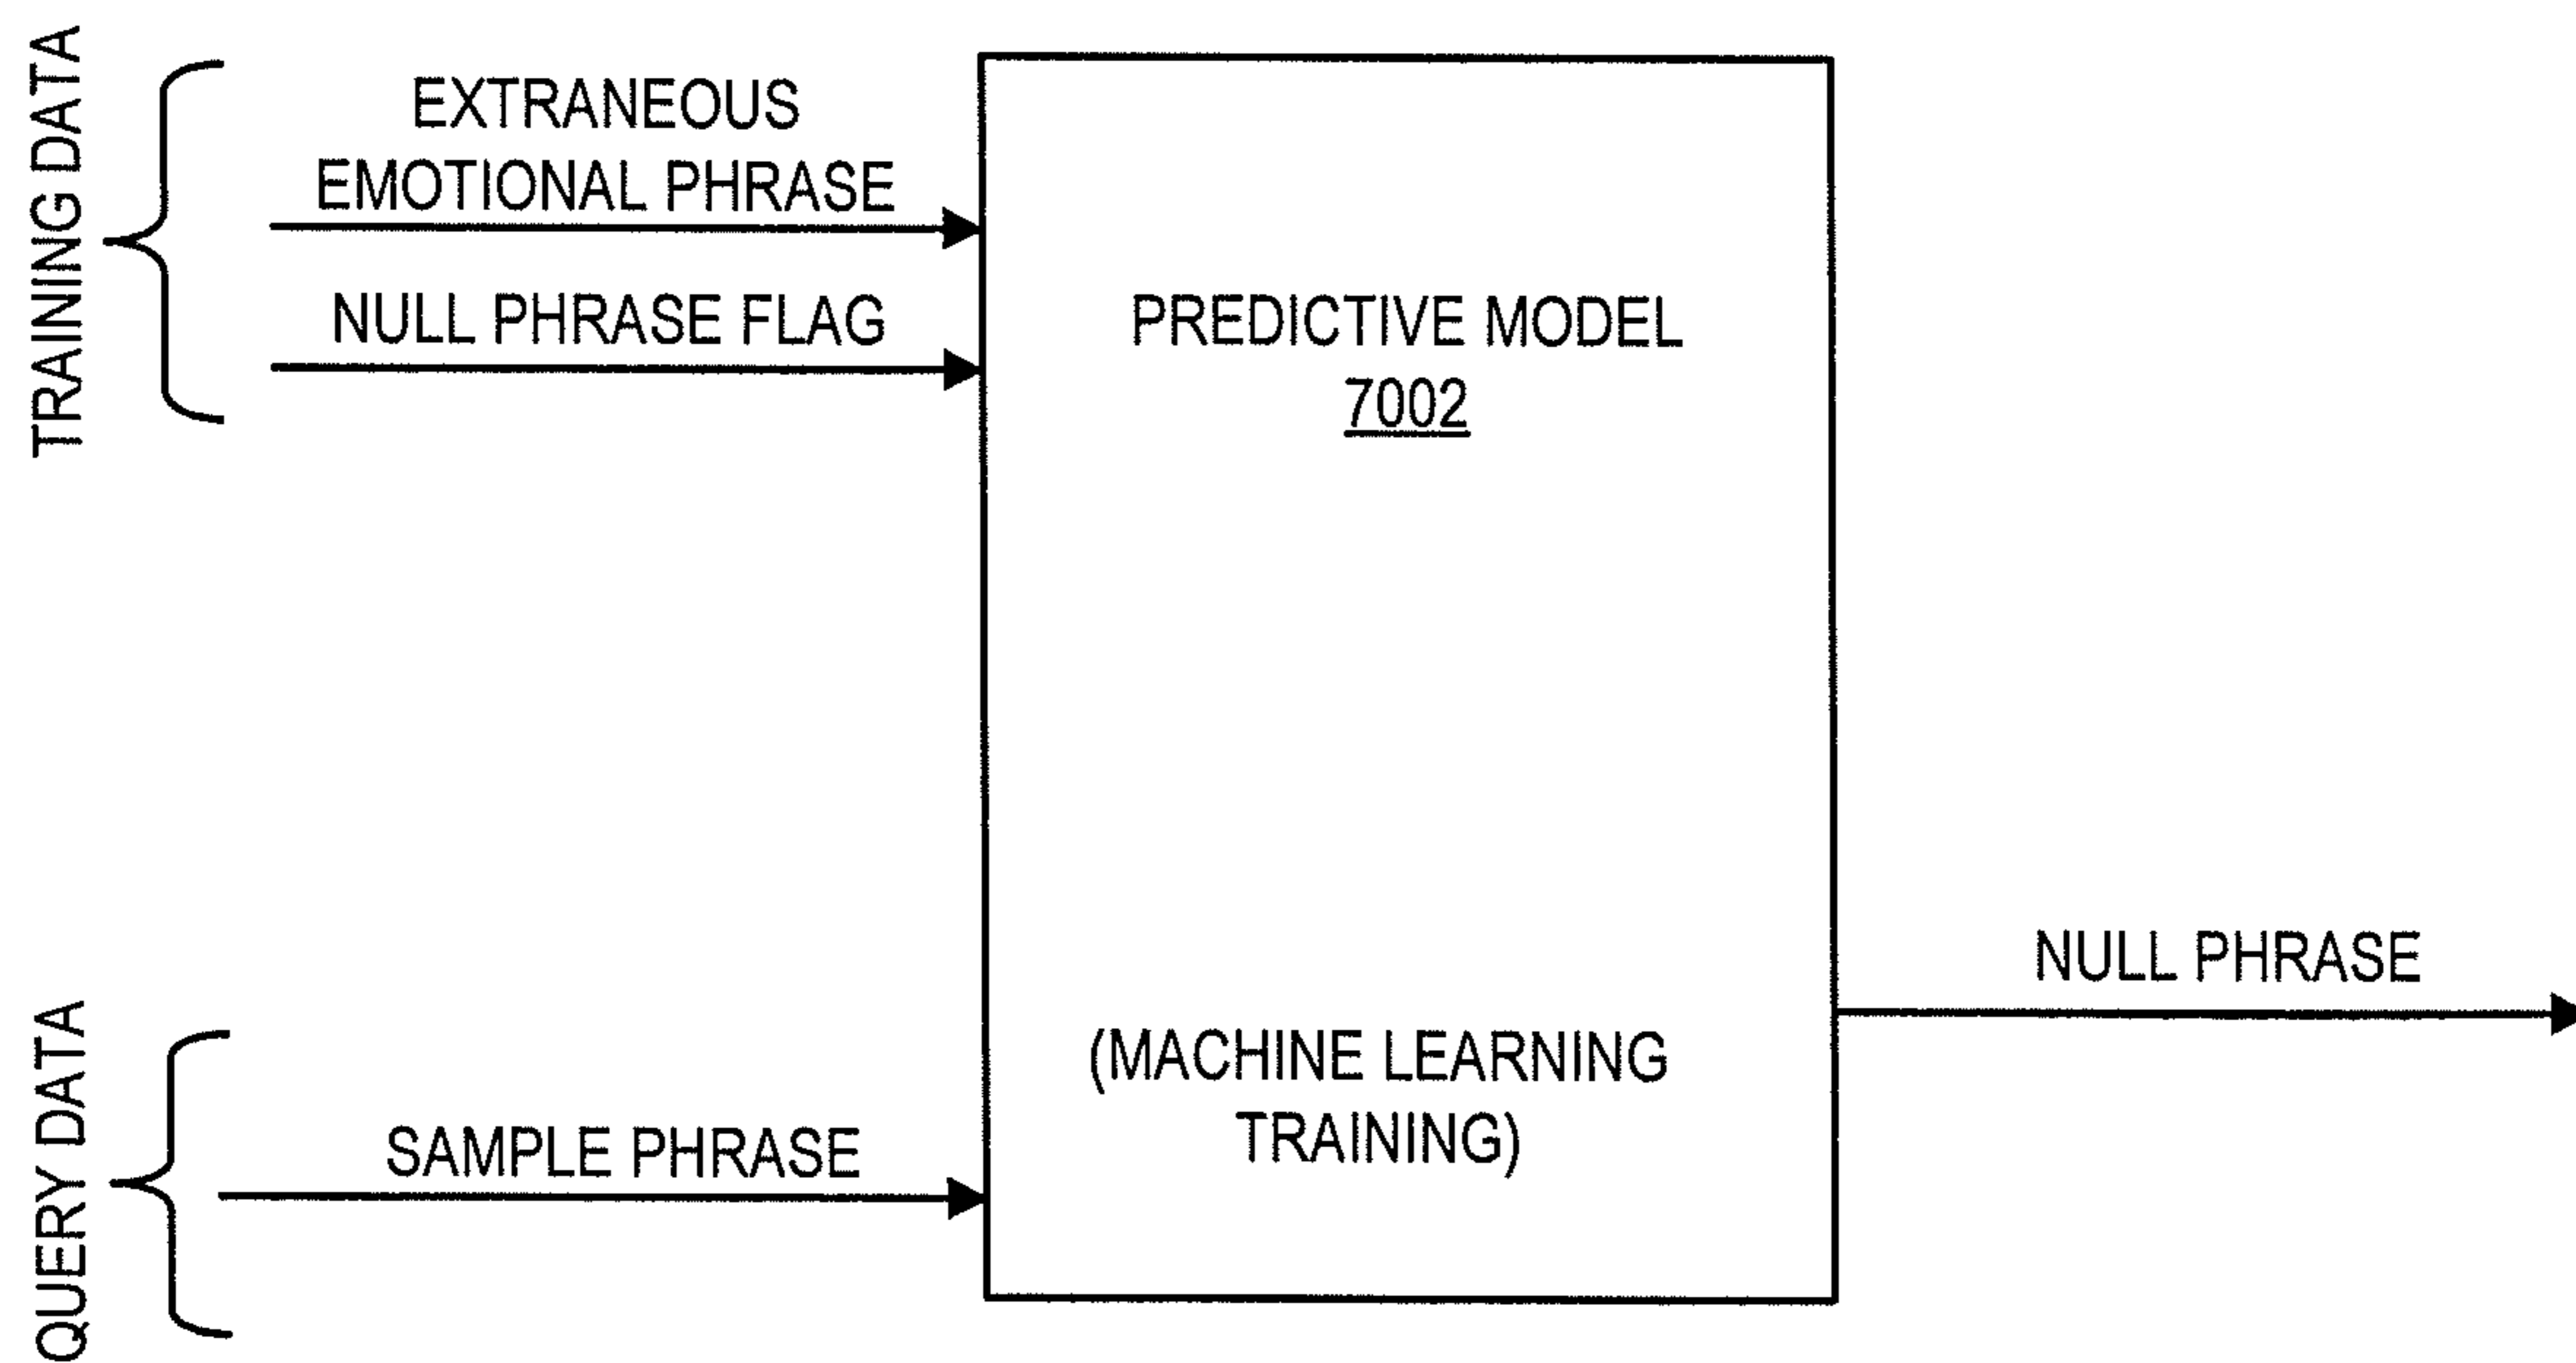 TRAINING DATA
EXTRANEOUS
EMOTIONAL PHRASE
NULL PHRASE FLAG
PREDICTIVE MODEL
7002
QUERY DATA
SAMPLE PHRASE
(MACHINE LEARNING
TRAINING)
NULL PHRASE